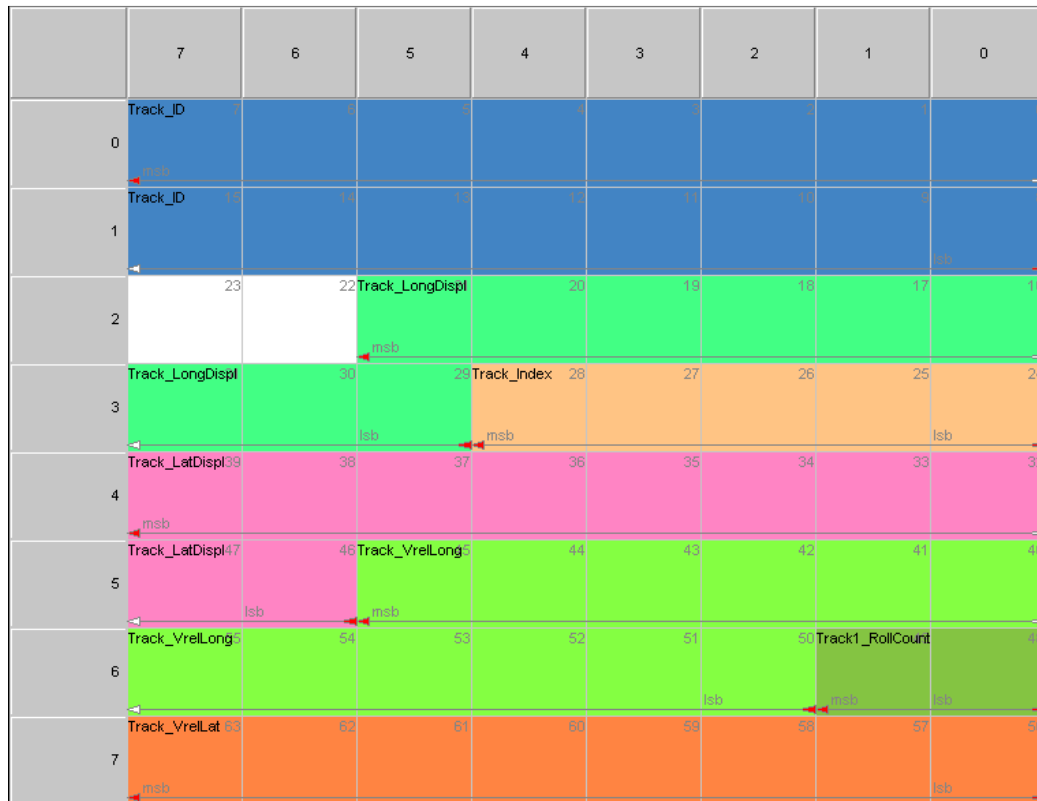 7 6 5 4 3 2 1 0
0 Track_ID 7 6 5 4 3 2 1
msb
1 Track_ID 15 14 13 12 11 10 9
lsb
2 23 22 Track_LongDispl 20 19 18 17
msb
3 Track_LongDispl 30 29 Track_Index 28 27 26 25
lsb msb lsb
4 Track_LatDispl 39 38 37 36 35 34 33
msb
5 Track_LatDispl 47 46 Track_VrelLong 44 43 42 41
lsb msb
6 Track_VrelLong 54 53 52 51 50 Track1_RollCount
lsb msb lsb
7 Track_VrelLat 63 62 61 60 59 58 57
msb lsb